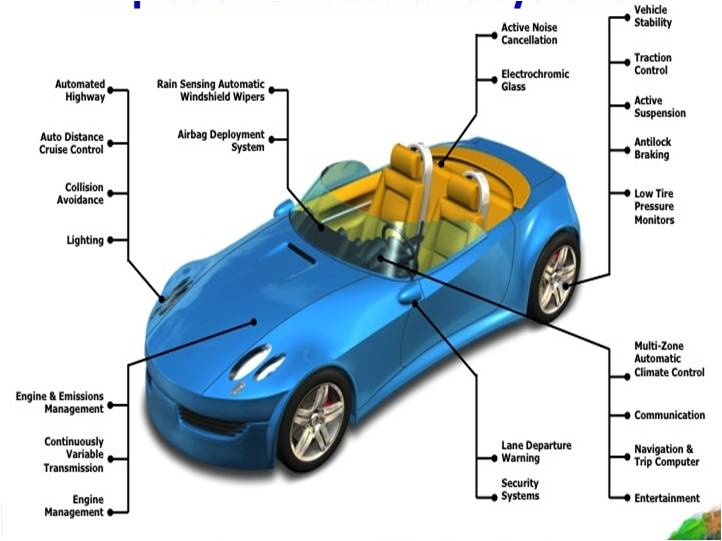 Automated
Highway
Auto Distance
Cruise Control
Collision
Avoidance
Lighting
Rain Sensing Automatic
Windshield Wipers
Airbag Deployment
System
Active Noise
Cancellation
Electrochromic
Glass
Vehicle
Stability
Traction
Control
Active
Suspension
Antilock
Braking
Low Tire
Pressure
Monitors
Engine & Emissions
Management
Continuously
Variable
Transmission
Engine
Management
Lane Departure
Warning
Security
Systems
Multi-Zone
Automatic
Climate Control
Communication
Navigation &
Trip Computer
Entertainment